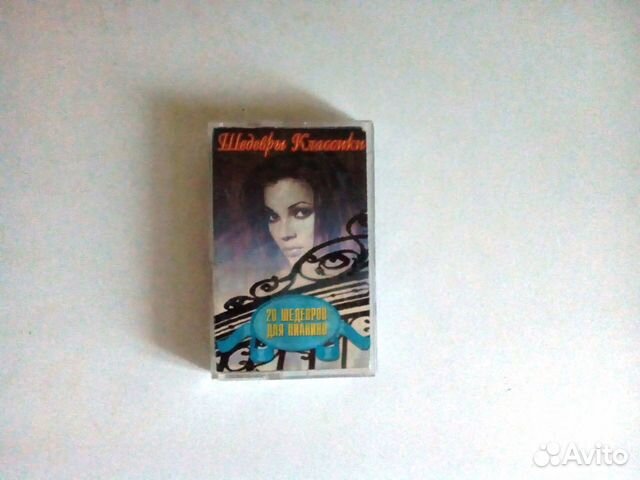 Шедевры Классики
20 ШЕДЕВРОВ
ДЛЯ ПИАНИНО
Avito